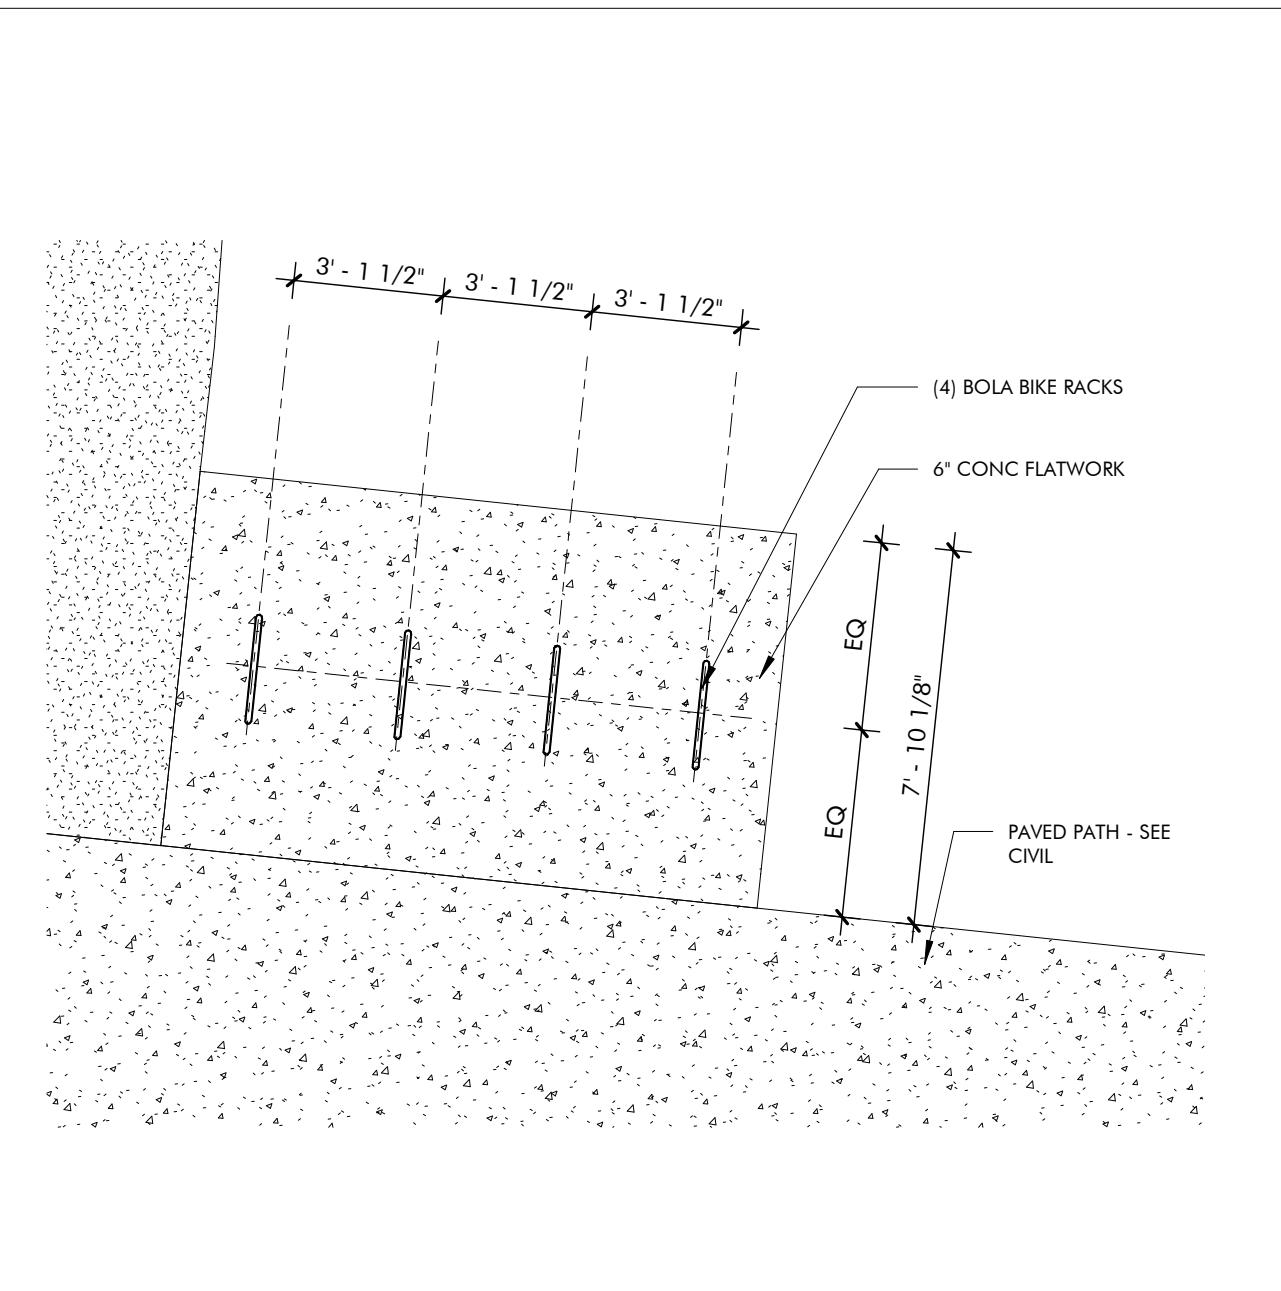 3' - 1 1/2"
3' - 1 1/2"
3' - 1 1/2"
(4) BOLA BIKE RACKS
6" CONC FLATWORK
EQ
7' - 10 1/8"
EQ
PAVED PATH - SEE
CIVIL